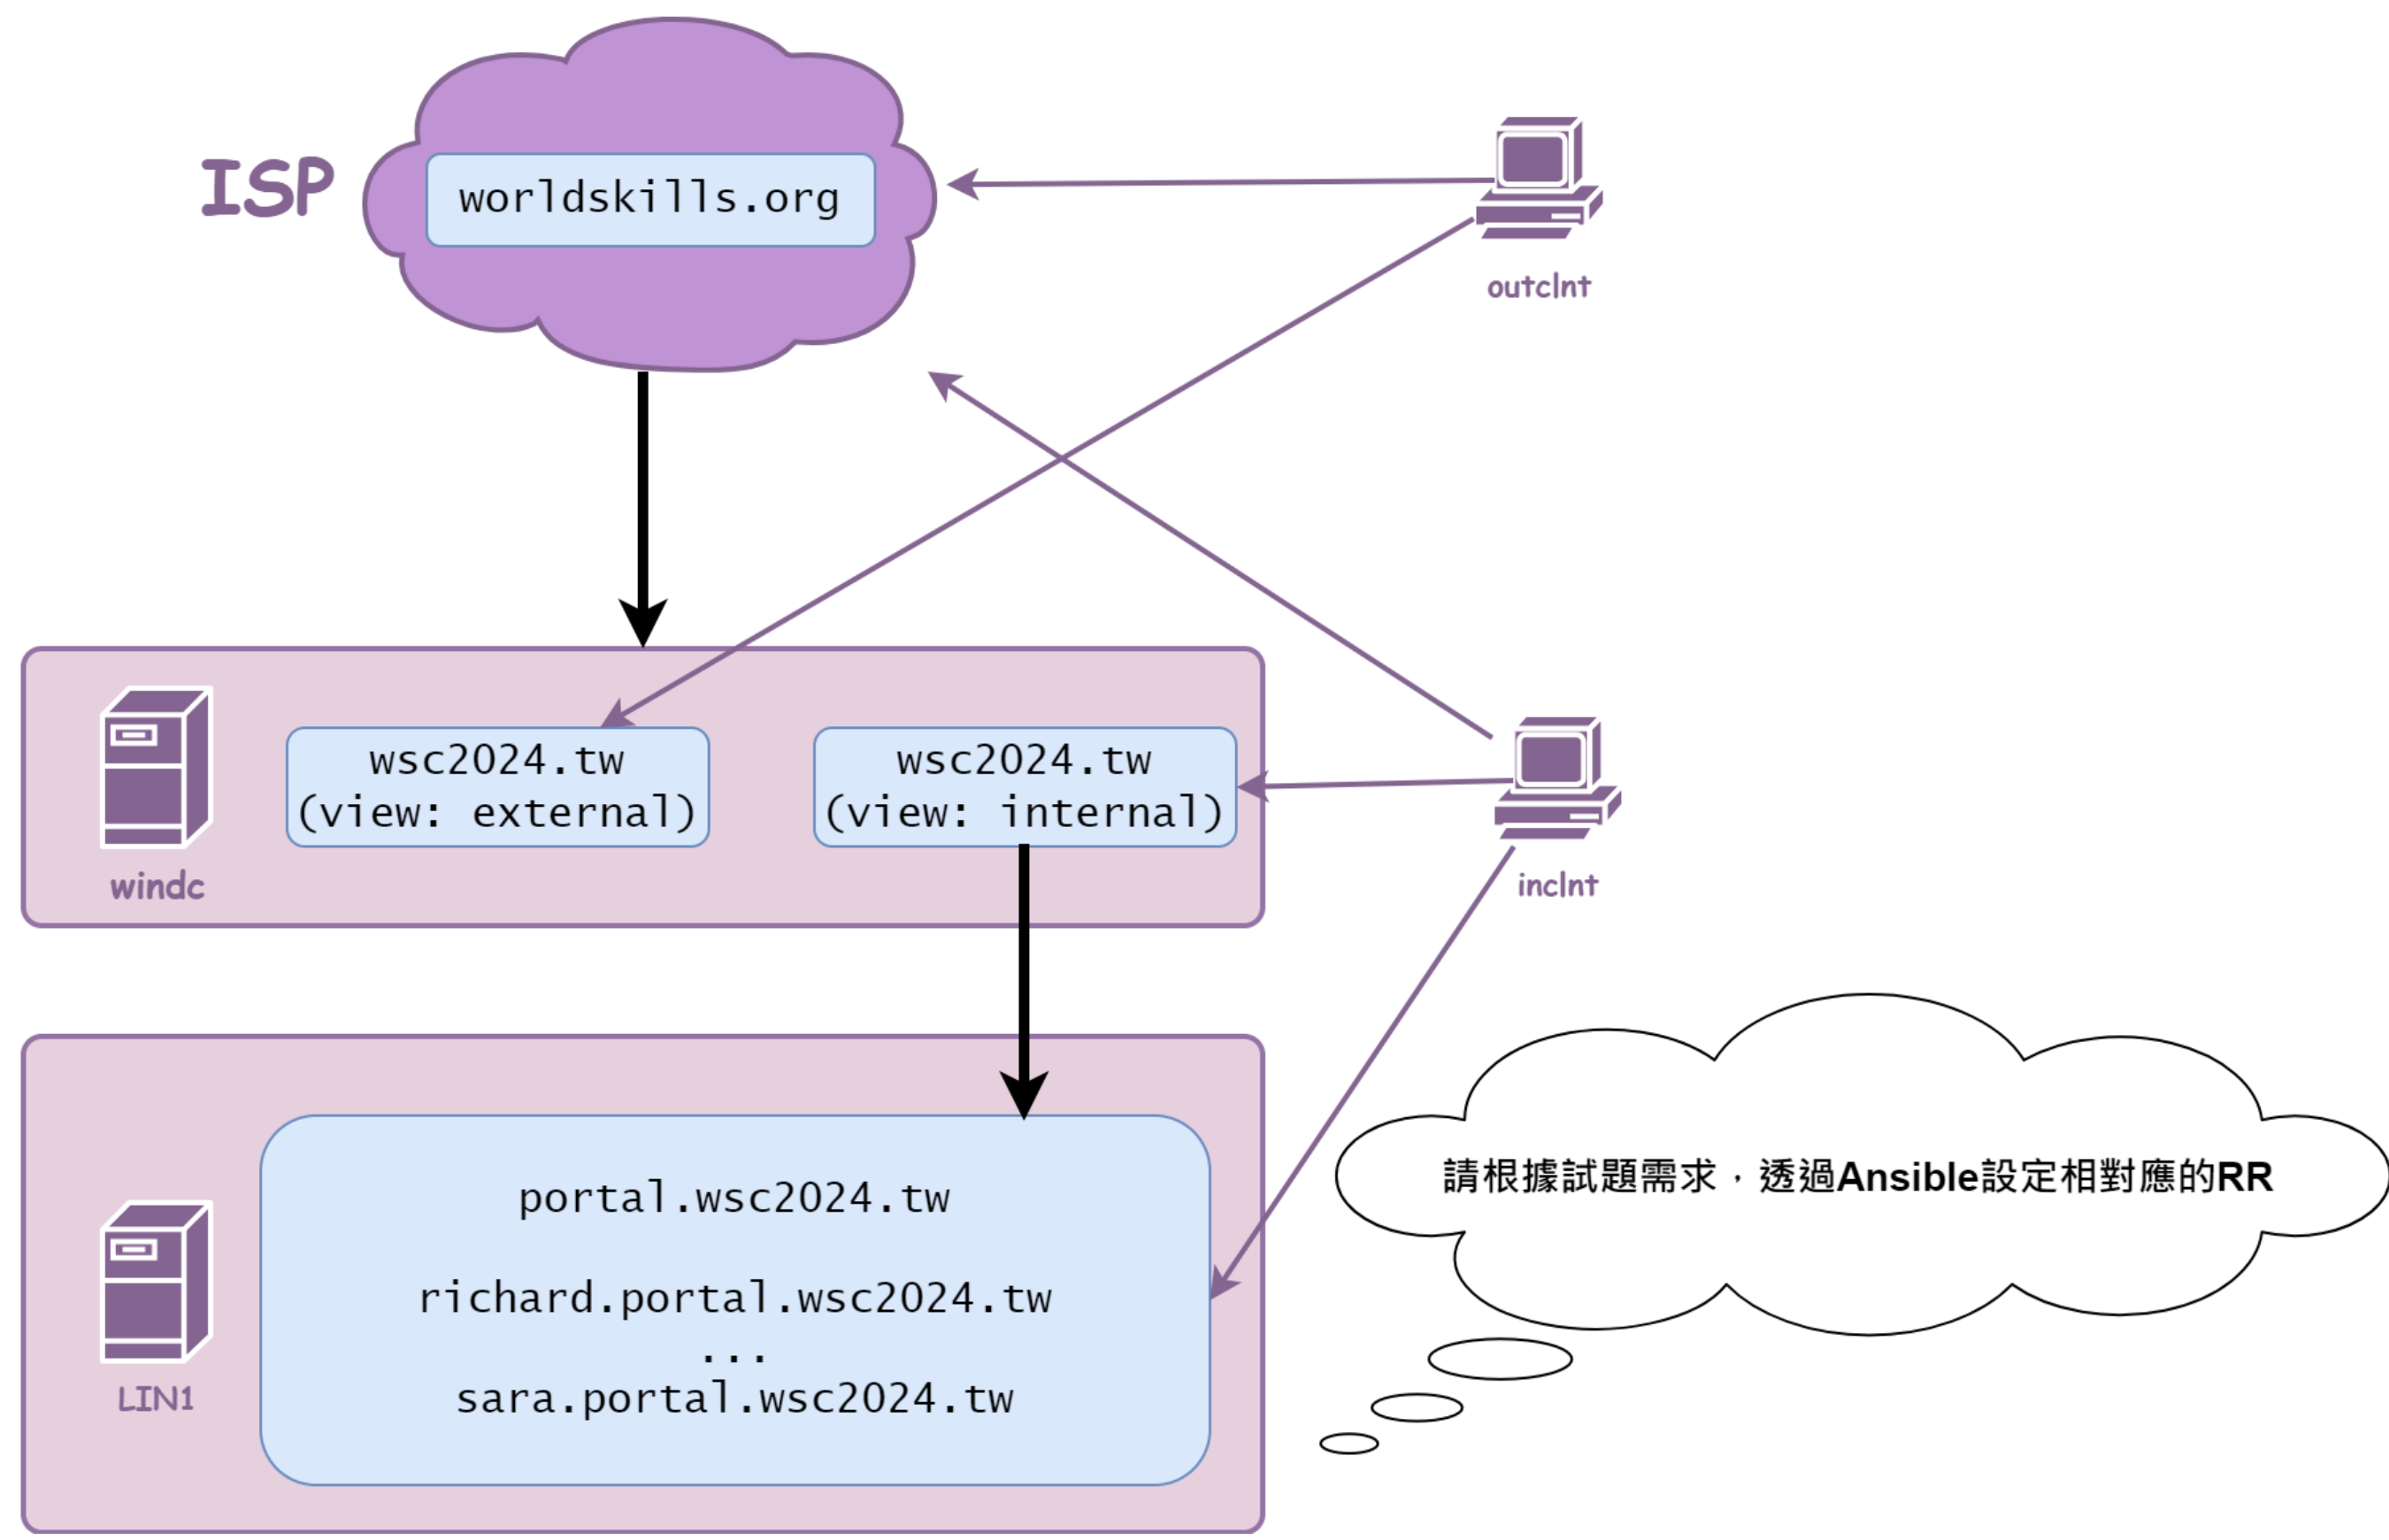 ISP
worldskills.org
outclnt
wsc2024.tw
(view: external)
wsc2024.tw
(view: internal)
windc
inclnt
portal.wsc2024.tw
richard.portal.wsc2024.tw
...
sara.portal.wsc2024.tw
LIN1
請根據試題需求，透過Ansible設定相對應的RR